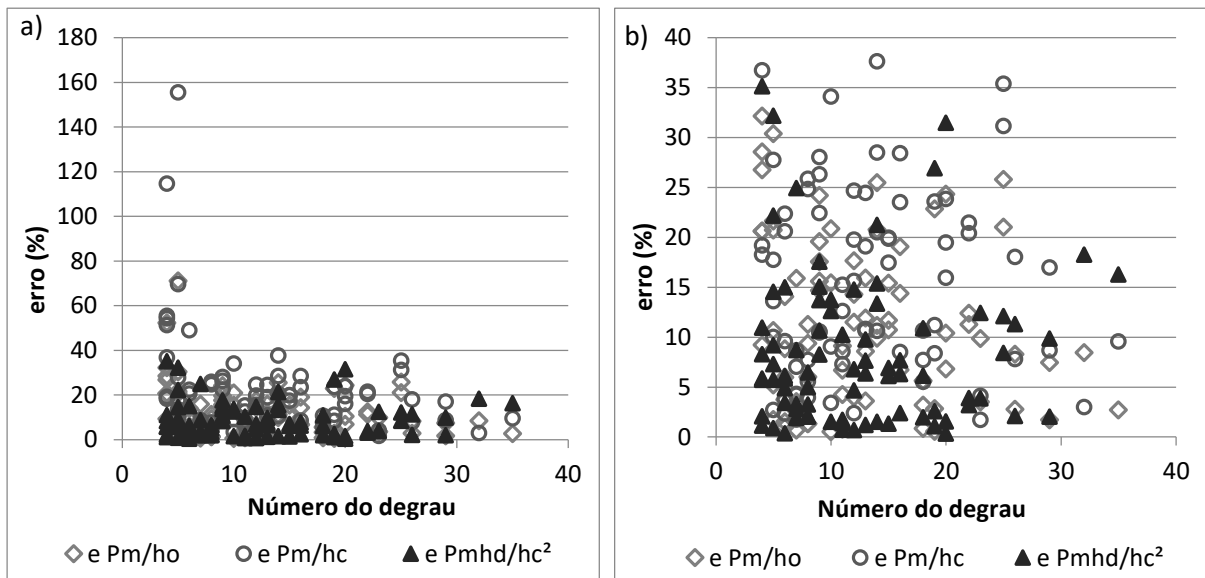 a)
180
160
140
120
100
80
60
40
20
0
erro (%)
0 10 20 30 40
Número do degrau
e Pm/ho e Pm/hc e Pmhd/hc²
b)
40
35
30
25
20
15
10
5
0
erro (%)
0 10 20 30 40
Número do degrau
e Pm/ho e Pm/hc e Pmhd/hc²